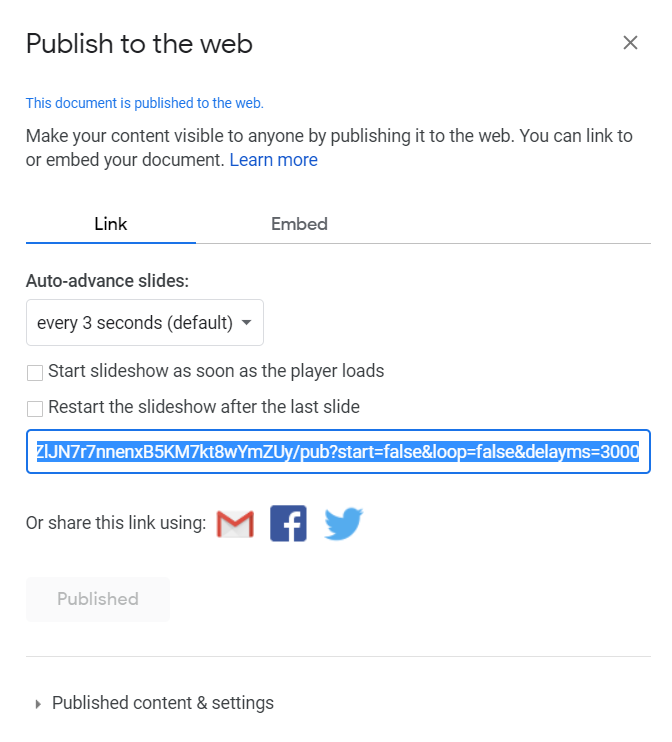 Publish to the web
This document is published to the web.
Make your content visible to anyone by publishing it to the web. You can link to
or embed your document. Learn more
Link Embed
Auto-advance slides:
every 3 seconds (default)
Start slideshow as soon as the player loads
Restart the slideshow after the last slide
ZlJN7r7nnenxB5KM7kt8wYmZUy/pub?start=false&loop=false&delayms=3000
Or share this link using:
Published
Published content & settings